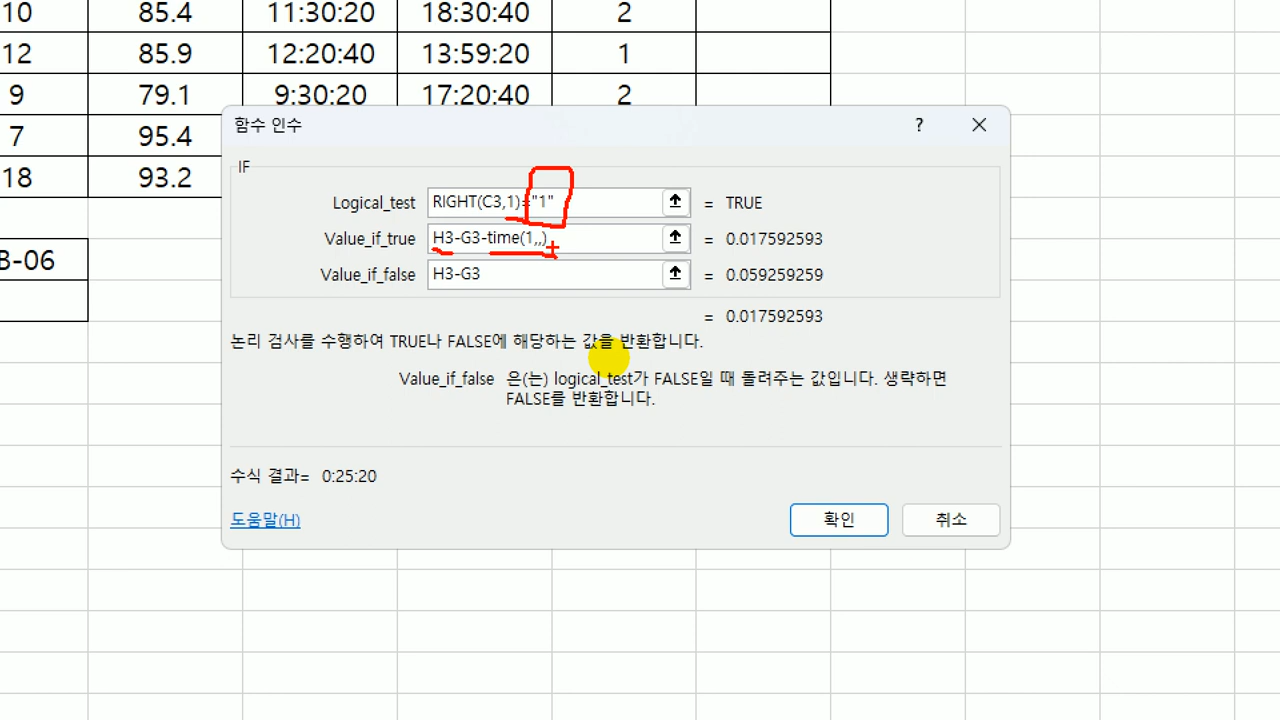 10 85.4 11:30:20 18:30:40 2
12 85.9 12:20:40 13:59:20 1
9 79.1 9:30:20 17:20:40 2
7 95.4
18 93.2
B-06
함수 인수 ?
IF
Logical_test RIGHT(C3,1)="1" = TRUE
Value_if_true H3-G3-time(1,,) = 0.017592593
Value_if_false H3-G3 = 0.059259259
= 0.017592593
논리 검사를 수행하여 TRUE나 FALSE에 해당하는 값을 반환합니다.
Value_if_false 은(는) logical_test가 FALSE일 때 돌려주는 값입니다. 생략하면
FALSE를 반환합니다.
수식 결과= 0:25:20
도움말(H) 확인 취소